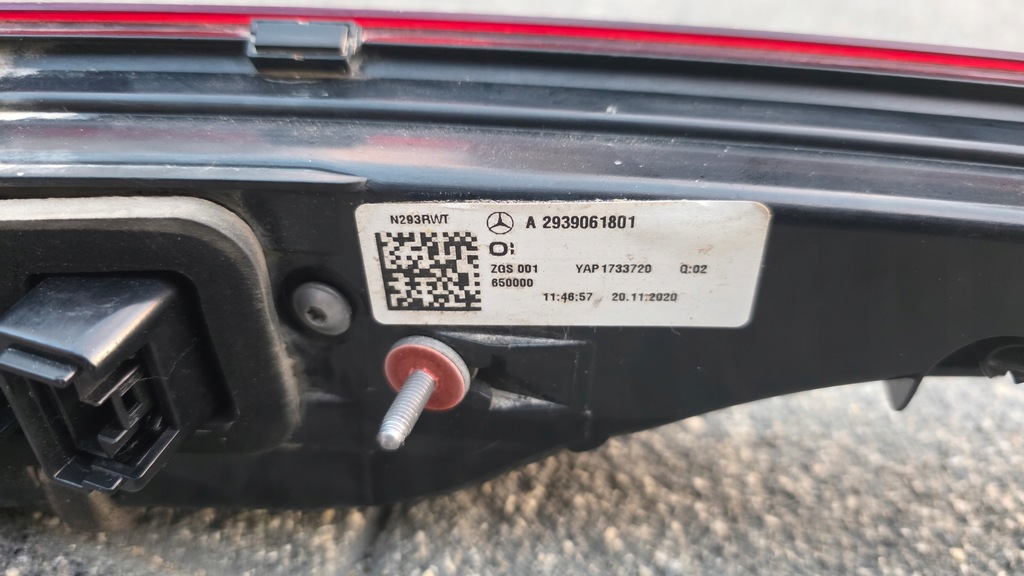 N293RWT
A 2939061801
ZGS 001 YAP1733720 Q:02
650000
11:46:57 20.11.2020